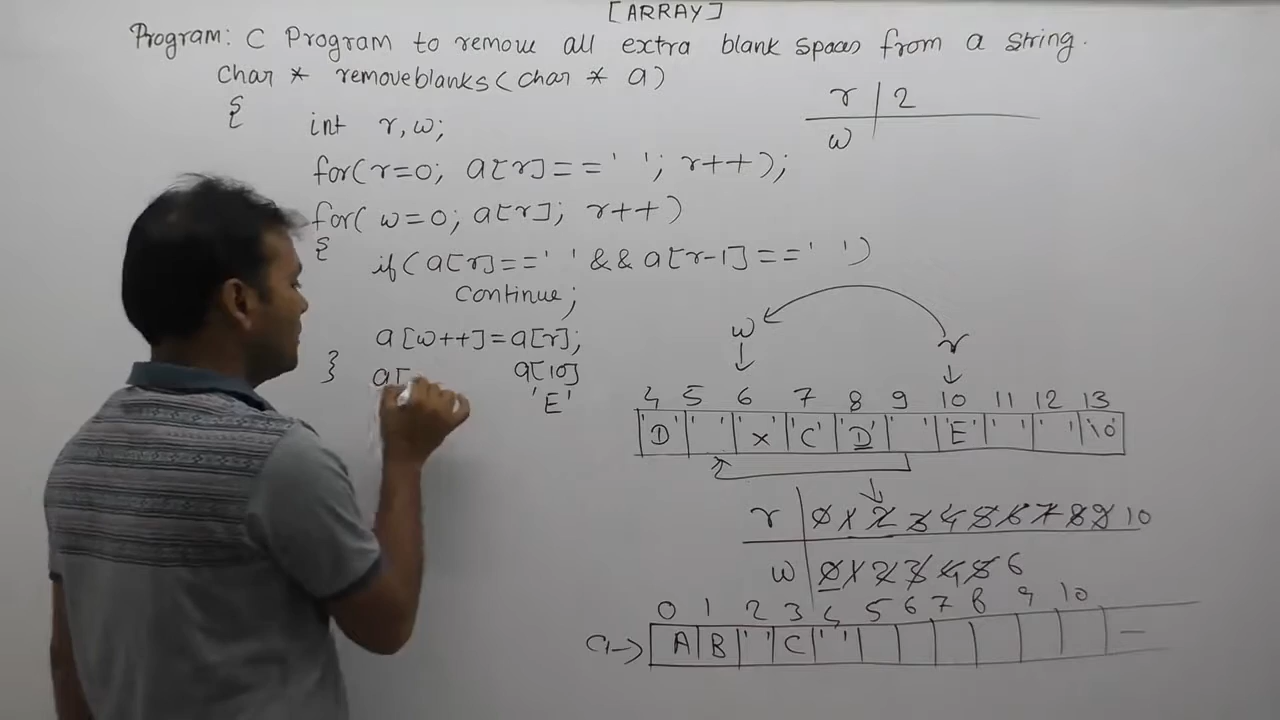 [ARRAY]
Program: C Program to remove all extra blank spaces from a string.
char * removeblanks(char * a)
{
int r,w;
for(r=0; a[r]==' '; r++);
for( w=0; a[r]; r++)
{
if(a[r]==' ' && a[r-1]==' ')
continue;
a[w++]=a[r];
}
a[ a[10]
'E'
r | 2
w
w r
4 5 6 7 8 9 10 11 12 13
'D' ' ' x 'C' 'D' ' ' 'E' ' ' ' ' '\0'
r 0 1 2 3 4 5 6 7 8 9 10
w 0 1 2 3 4 5 6
0 1 2 3 4 5 6 7 8 9 10
a→ A B ' ' C ' ' —